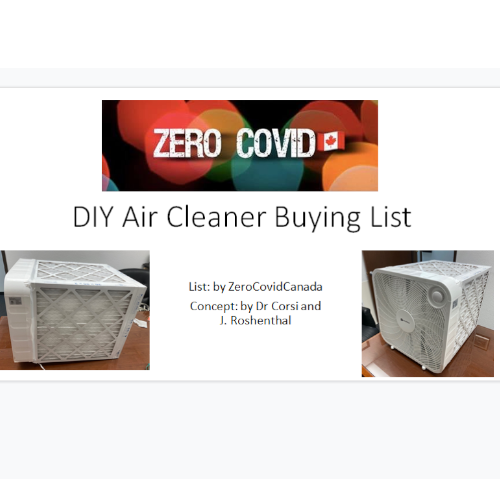 ZERO COVID
DIY Air Cleaner Buying List
List: by ZeroCovidCanada
Concept: by Dr Corsi and
J. Roshenthal